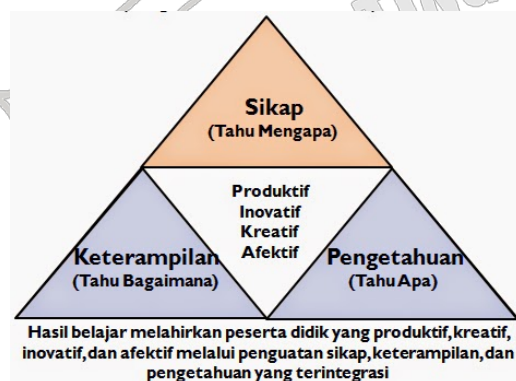 Sikap
(Tahu Mengapa)
Produktif
Inovatif
Kreatif
Afektif
Keterampilan
(Tahu Bagaimana)
Pengetahuan
(Tahu Apa)
Hasil belajar melahirkan peserta didik yang produktif, kreatif,
inovatif, dan afektif melalui penguatan sikap, keterampilan, dan
pengetahuan yang terintegrasi